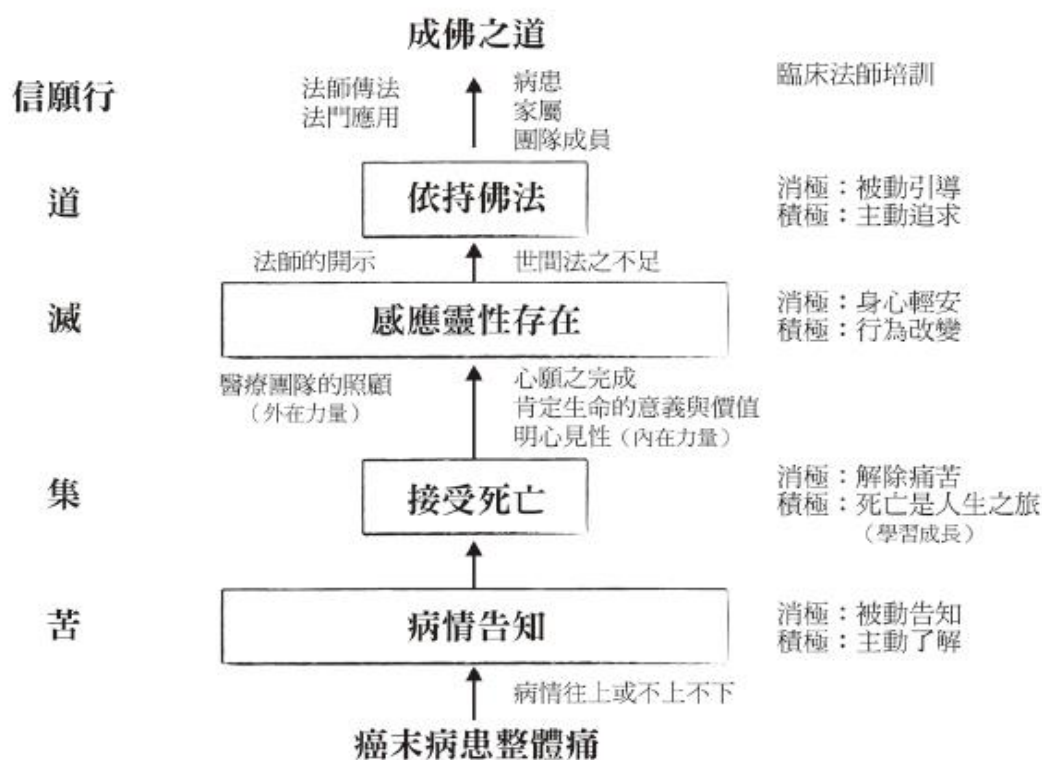 成佛之道
信願行
法師傳法
法門應用
病患
家屬
團隊成員
臨床法師培訓
道
依持佛法
消極：被動引導
積極：主動追求
法師的開示
世間法之不足
滅
感應靈性存在
消極：身心輕安
積極：行為改變
醫療團隊的照顧
（外在力量）
心願之完成
肯定生命的意義與價值
明心見性（內在力量）
集
接受死亡
消極：解除痛苦
積極：死亡是人生之旅
（學習成長）
苦
病情告知
消極：被動告知
積極：主動了解
病情往上或不上不下
癌末病患整體痛